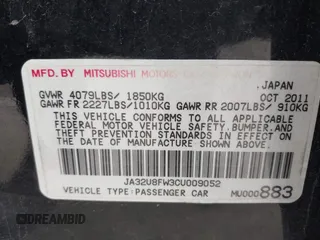 MFD. BY MITSUBISHI MOTORS
JAPAN
GVWR 4079LBS/ 1850KG OCT 2011
GAWR FR 2227LBS/1010KG GAWR RR 2007LBS/ 910KG
THIS VEHICLE CONFORMS TO ALL APPLICABLE
FEDERAL MOTOR VEHICLE SAFETY, BUMPER, AND
THEFT PREVENTION STANDARDS IN EFFECT ON THE
DATE OF MANUFACTURE SHOWN ABOVE.
JA32U8FW3CU009052
VEHICLE TYPE:PASSENGER CAR MU000883
©AUTOBIDMD